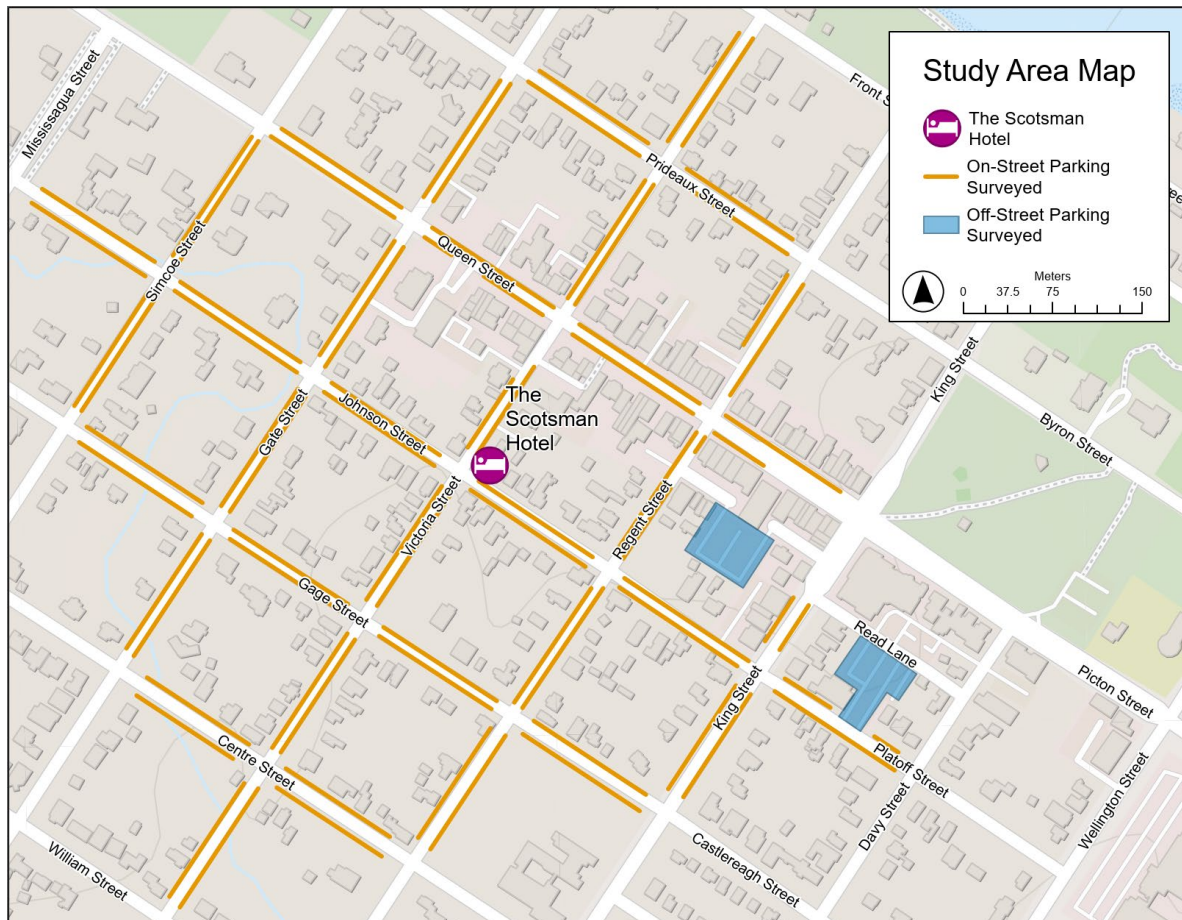 Study Area Map
The Scotsman
Hotel
On-Street Parking
Surveyed
Off-Street Parking
Surveyed
Meters
0 37.5 75 150
Mississagua Street
Front S
Prideaux Street
Simcoe Street
Queen Street
King Street
Byron Street
The
Scotsman
Hotel
Johnson Street
Gate Street
Victoria Street
Regent Street
Gage Street
Read Lane
Picton Street
King Street
Centre Street
Platoff Street
Wellington Street
Davy Street
Castlereagh Street
William Street